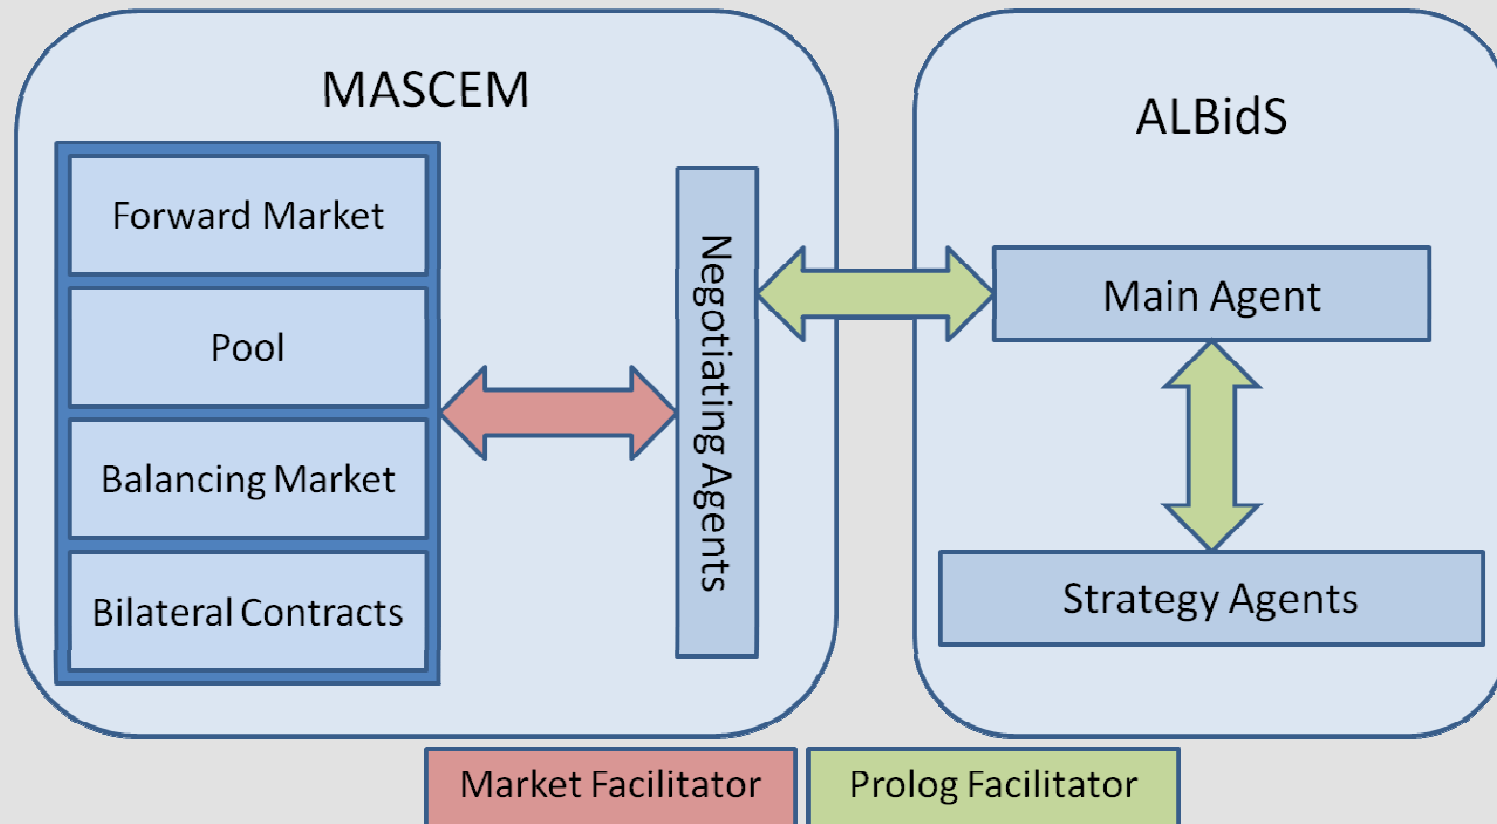 MASCEM
Forward Market
Pool
Balancing Market
Bilateral Contracts
Negotiating Agents
ALBidS
Main Agent
Strategy Agents
Market Facilitator
Prolog Facilitator